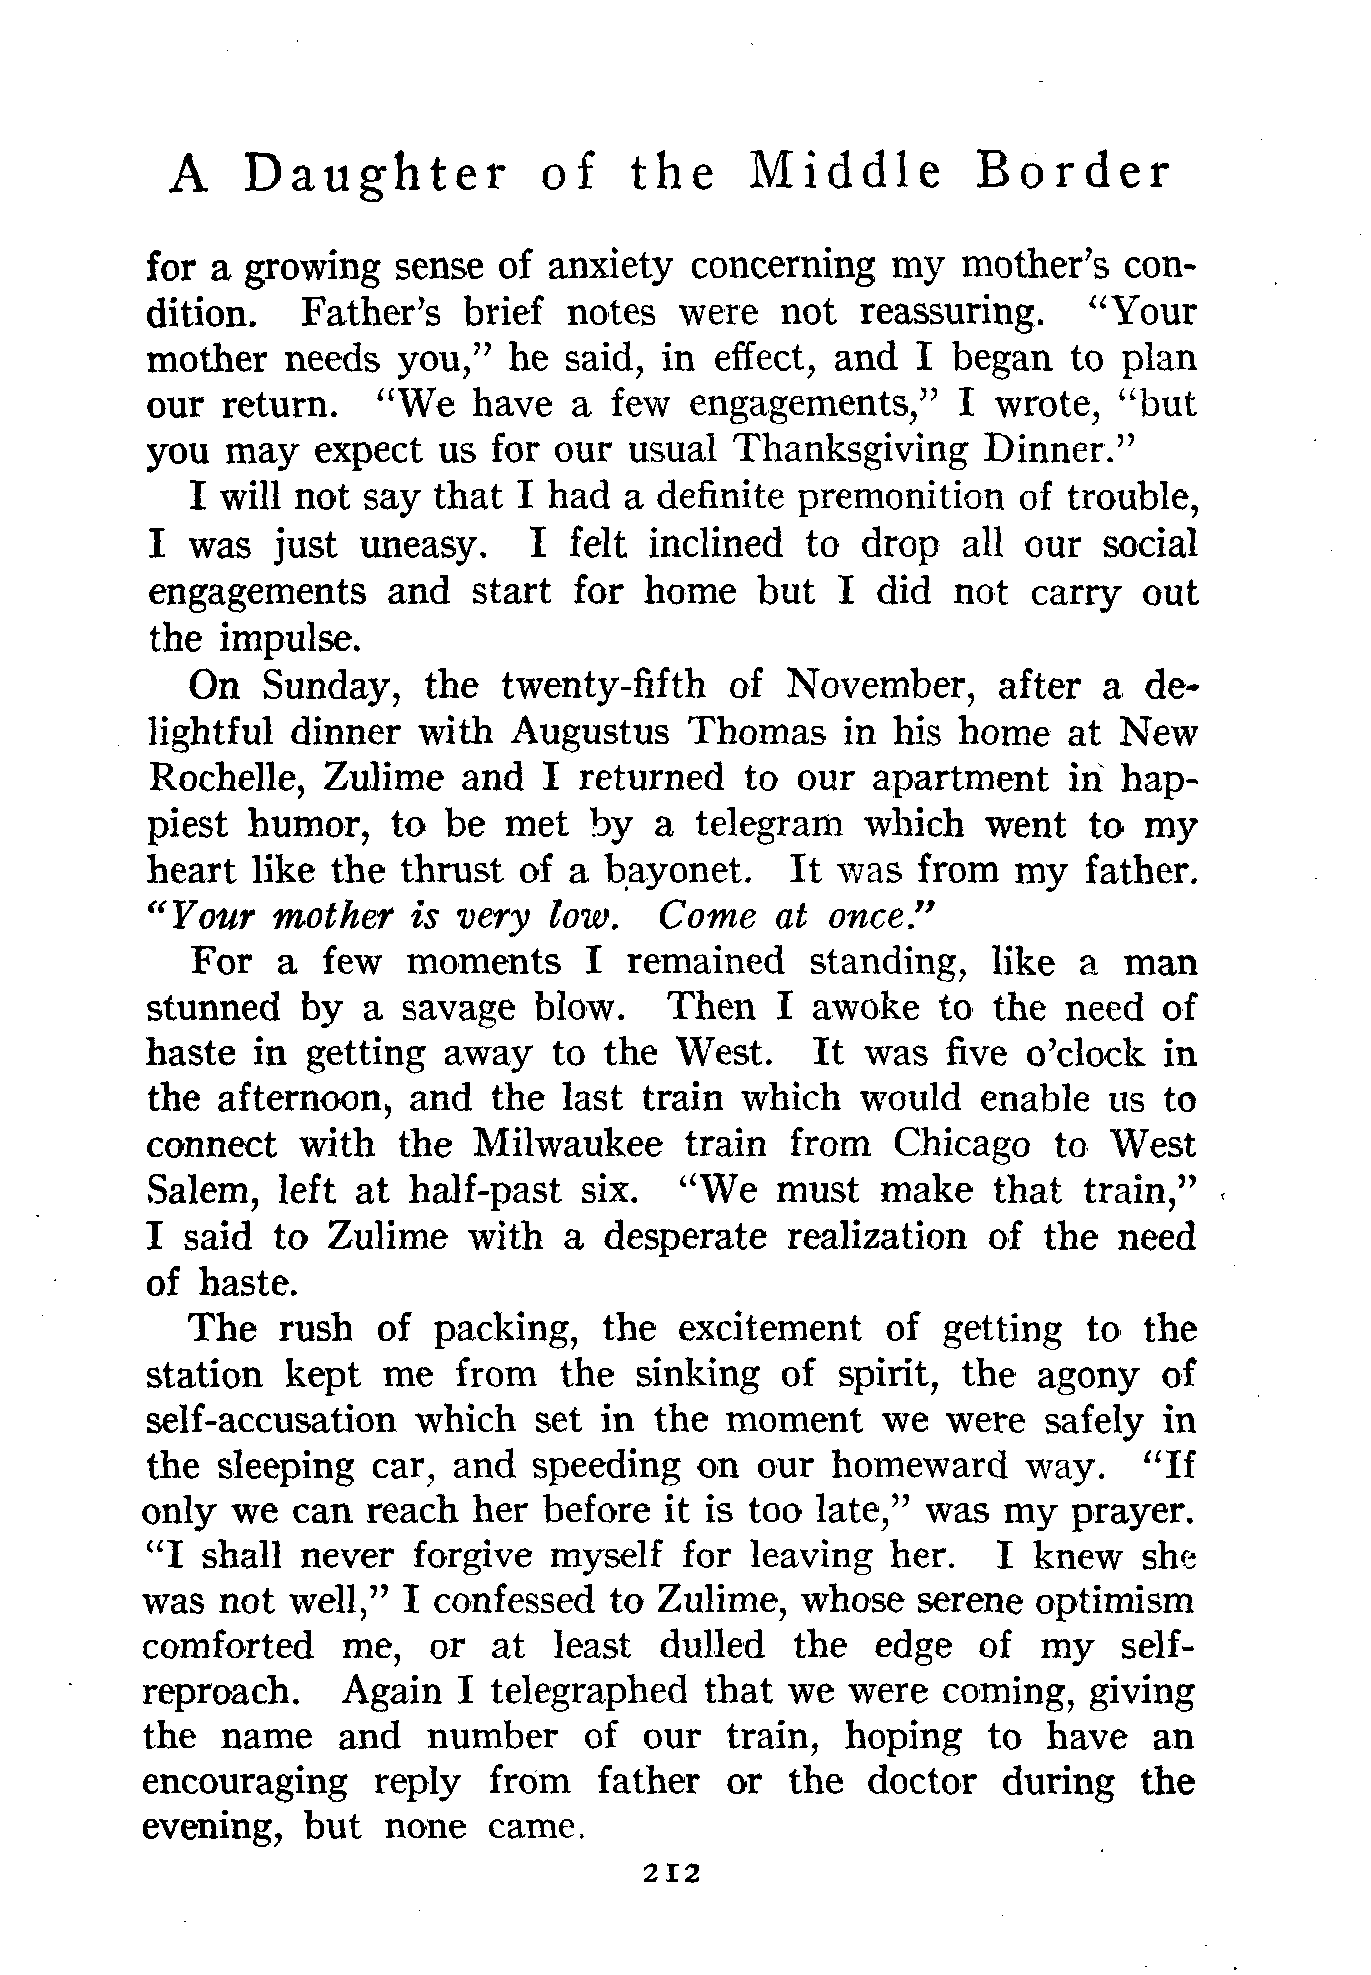 A Daughter of the Middle Border
for a growing sense of anxiety concerning my mother's con-
dition. Father's brief notes were not reassuring. “Your
mother needs you,” he said, in effect, and I began to plan
our return. “We have a few engagements,” I wrote, “but
you may expect us for our usual Thanksgiving Dinner.”
I will not say that I had a definite premonition of trouble,
I was just uneasy. I felt inclined to drop all our social
engagements and start for home but I did not carry out
the impulse.
On Sunday, the twenty-fifth of November, after a de-
lightful dinner with Augustus Thomas in his home at New
Rochelle, Zulime and I returned to our apartment in hap-
piest humor, to be met by a telegram which went to my
heart like the thrust of a bayonet. It was from my father.
“Your mother is very low. Come at once.”
For a few moments I remained standing, like a man
stunned by a savage blow. Then I awoke to the need of
haste in getting away to the West. It was five o'clock in
the afternoon, and the last train which would enable us to
connect with the Milwaukee train from Chicago to West
Salem, left at half-past six. “We must make that train,”
I said to Zulime with a desperate realization of the need
of haste.
The rush of packing, the excitement of getting to the
station kept me from the sinking of spirit, the agony of
self-accusation which set in the moment we were safely in
the sleeping car, and speeding on our homeward way. “If
only we can reach her before it is too late,” was my prayer.
“I shall never forgive myself for leaving her. I knew she
was not well,” I confessed to Zulime, whose serene optimism
comforted me, or at least dulled the edge of my self-
reproach. Again I telegraphed that we were coming, giving
the name and number of our train, hoping to have an
encouraging reply from father or the doctor during the
evening, but none came.
212